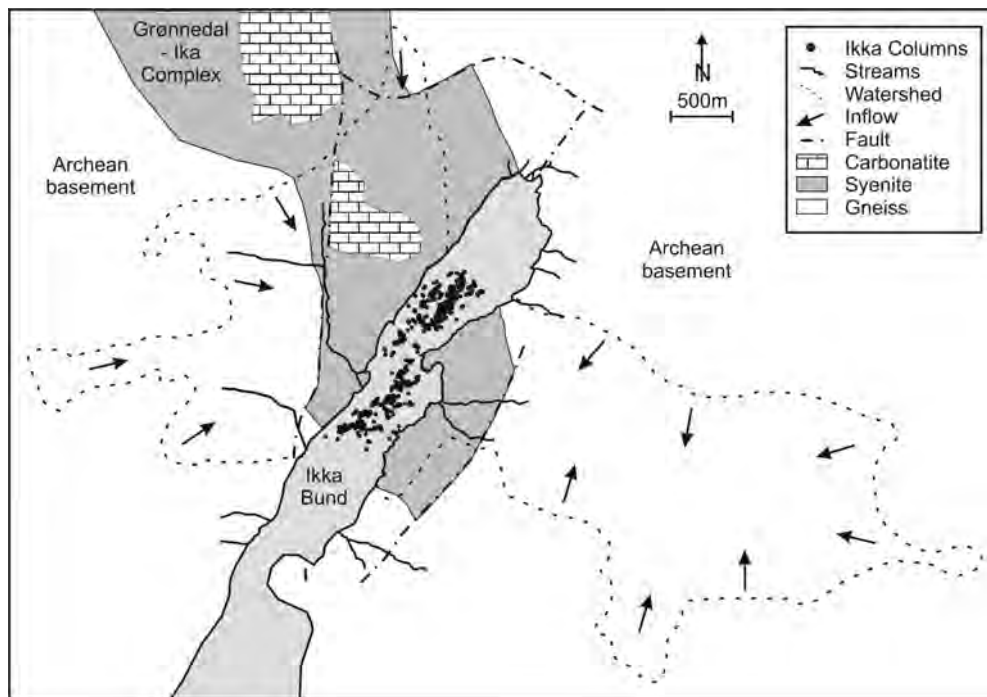 Grønnedal
- Ika
Complex
Archean
basement
N
500m
Ikka Columns
Streams
Watershed
Inflow
Fault
Carbonatite
Syenite
Gneiss
Archean
basement
Ikka
Bund